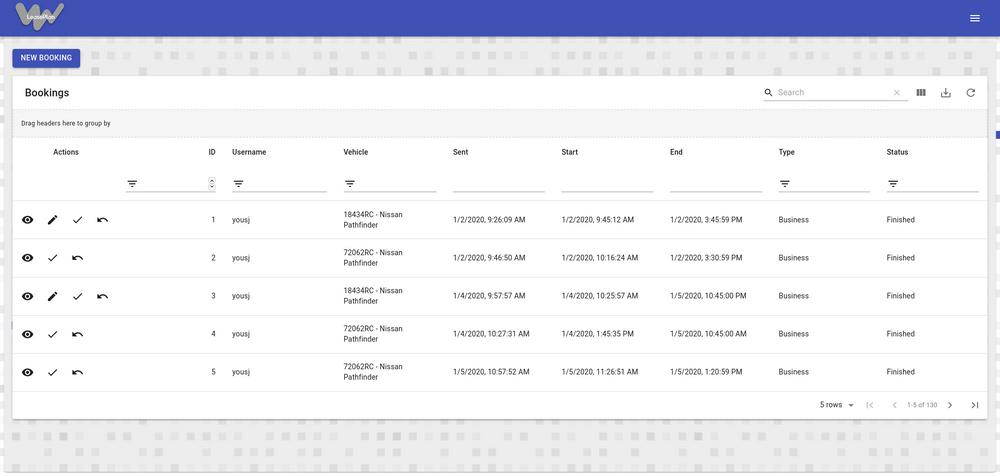 LeasePlan
NEW BOOKING
Bookings
Search
Drag headers here to group by
Actions ID Username Vehicle Sent Start End Type Status
1 yousj 18434RC - Nissan Pathfinder 1/2/2020, 9:26:09 AM 1/2/2020, 9:45:12 AM 1/2/2020, 3:45:59 PM Business Finished
2 yousj 72062RC - Nissan Pathfinder 1/2/2020, 9:46:50 AM 1/2/2020, 10:16:24 AM 1/2/2020, 3:30:59 PM Business Finished
3 yousj 18434RC - Nissan Pathfinder 1/4/2020, 9:57:57 AM 1/4/2020, 10:25:57 AM 1/5/2020, 10:45:00 PM Business Finished
4 yousj 72062RC - Nissan Pathfinder 1/4/2020, 10:27:31 AM 1/4/2020, 1:45:35 PM 1/5/2020, 10:45:00 AM Business Finished
5 yousj 72062RC - Nissan Pathfinder 1/5/2020, 10:57:52 AM 1/5/2020, 11:26:51 AM 1/5/2020, 1:20:59 PM Business Finished
5 rows 1-5 of 130